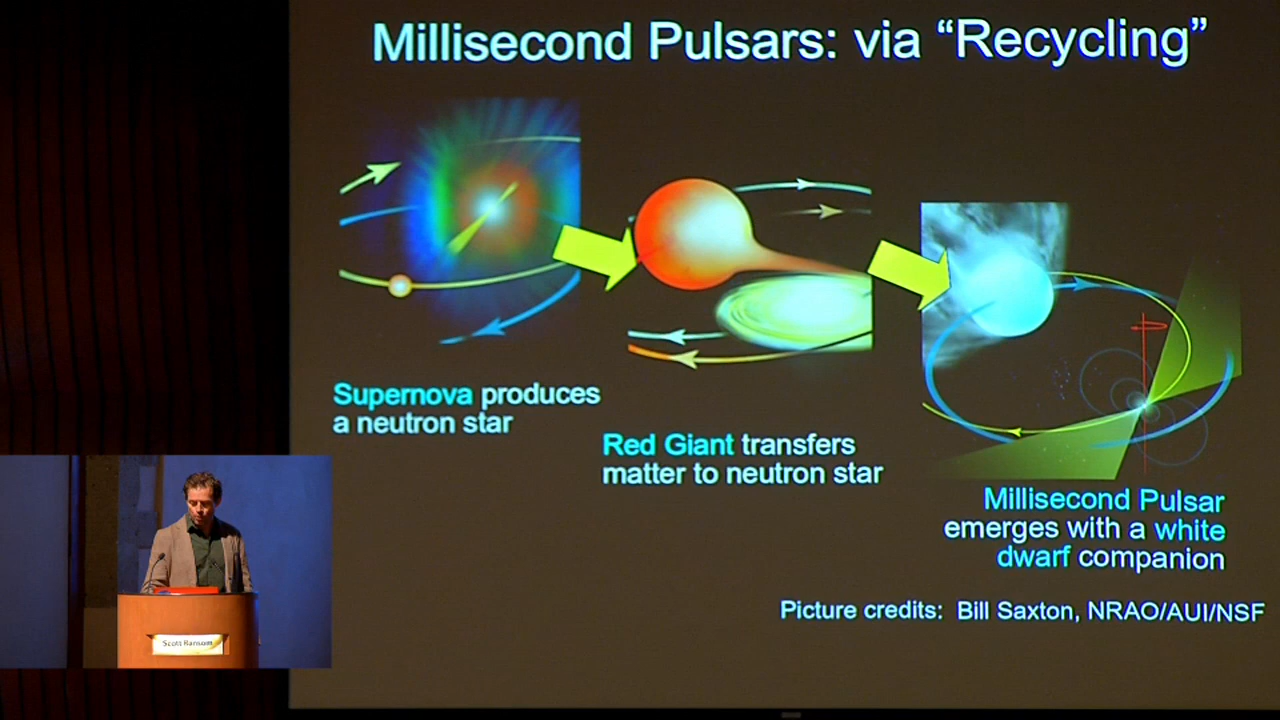 Millisecond Pulsars: via “Recycling”
Supernova produces
a neutron star
Red Giant transfers
matter to neutron star
Millisecond Pulsar
emerges with a white
dwarf companion
Picture credits: Bill Saxton, NRAO/AUI/NSF
Scott Ransom